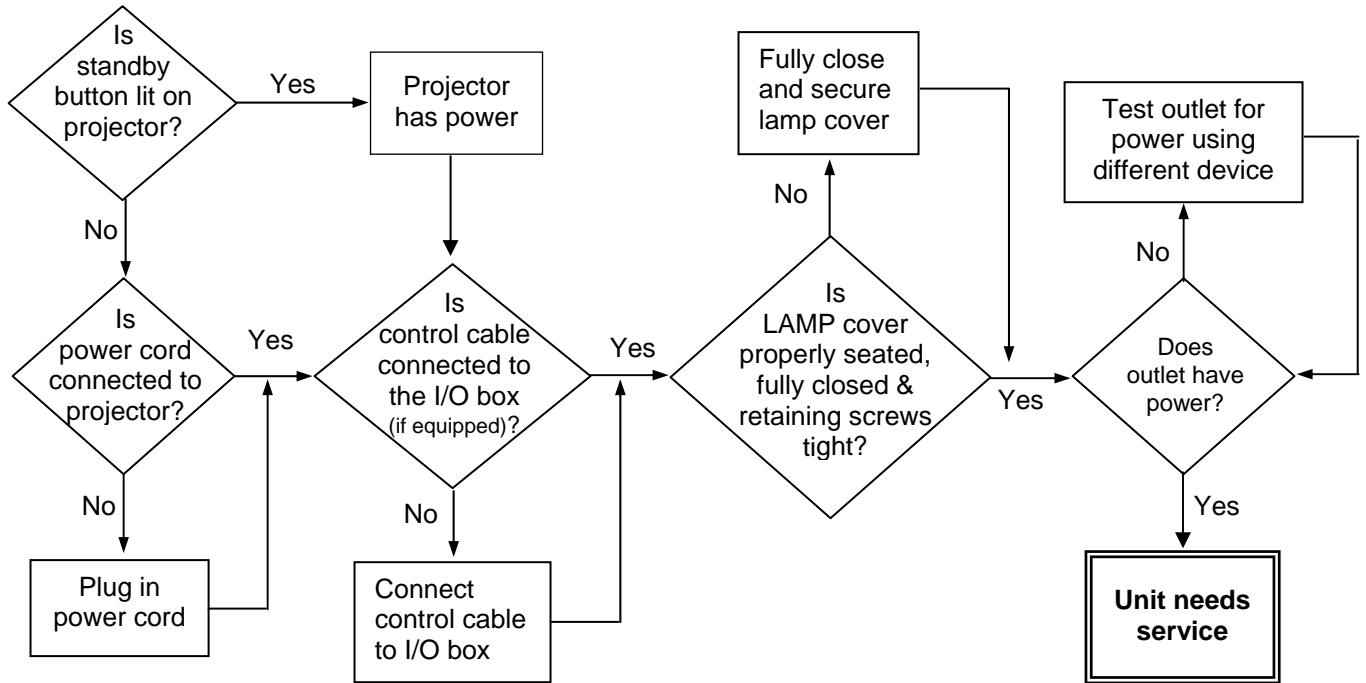 Is
standby
button lit on
projector?
Yes
Projector
has power
No
Is
power cord
connected to
projector?
Yes
No
Plug in
power cord
Is
control cable
connected to
the I/O box
(if equipped)?
Yes
No
Connect
control cable
to I/O box
Fully close
and secure
lamp cover
No
Is
LAMP cover
properly seated,
fully closed &
retaining screws
tight?
Yes
Test outlet for
power using
different device
No
Does
outlet have
power?
Yes
Unit needs
service